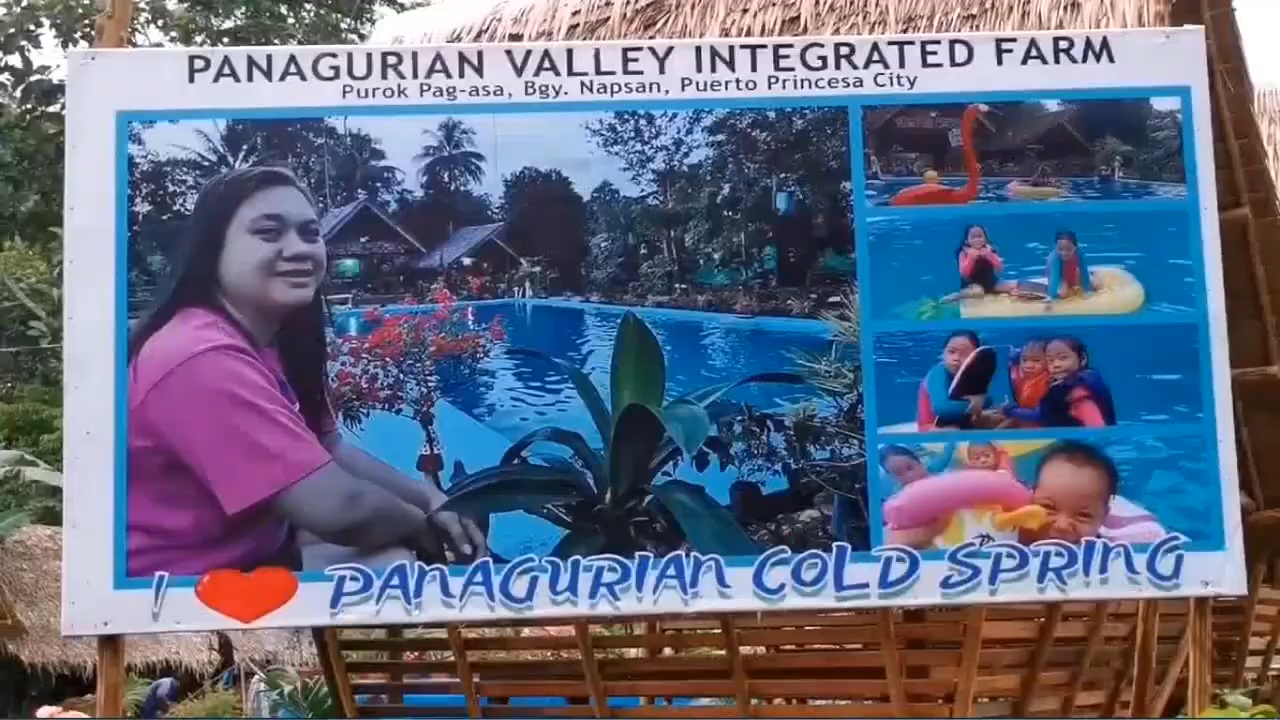 PANAGURIAN VALLEY INTEGRATED FARM
Purok Pag-asa, Bgy. Napsan, Puerto Princesa City
I PANAGURIAN COLD SPRING